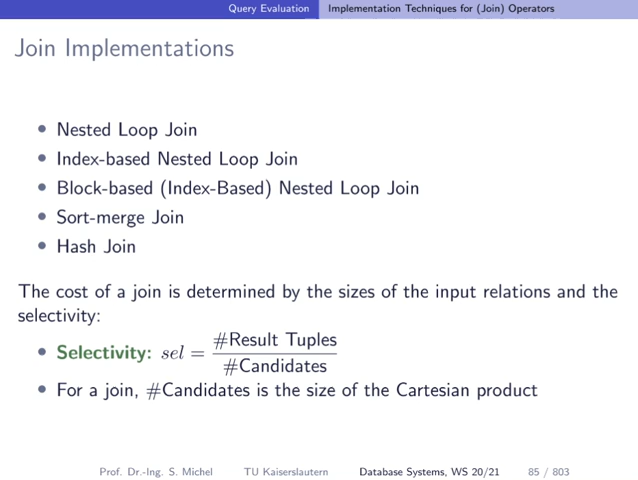 Query Evaluation Implementation Techniques for (Join) Operators
Join Implementations
• Nested Loop Join
• Index-based Nested Loop Join
• Block-based (Index-Based) Nested Loop Join
• Sort-merge Join
• Hash Join
The cost of a join is determined by the sizes of the input relations and the
selectivity:
• Selectivity: sel = #Result Tuples / #Candidates
• For a join, #Candidates is the size of the Cartesian product
Prof. Dr.-Ing. S. Michel TU Kaiserslautern Database Systems, WS 20/21 85 / 803